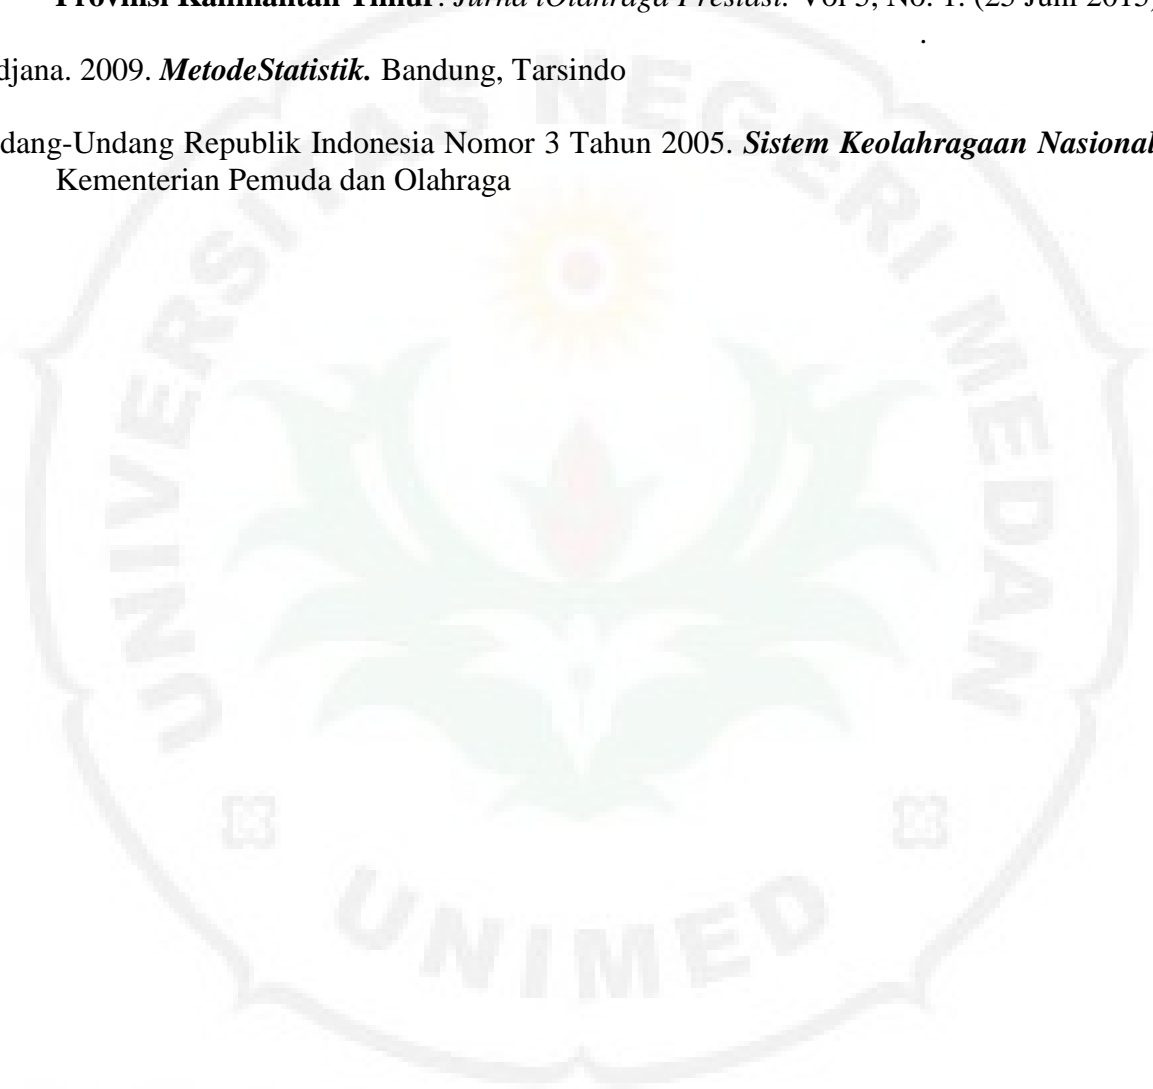 Provinsi Kalimantan Timur. Jurna lOlahraga Prestasi. Vol 3, No. 1. (25 Juni 2015)
.
djana. 2009. MetodeStatistik. Bandung, Tarsindo
dang-Undang Republik Indonesia Nomor 3 Tahun 2005. Sistem Keolahragaan Nasional
Kementerian Pemuda dan Olahraga
UNIVERSITAS NEGERI MEDAN
UNIMED